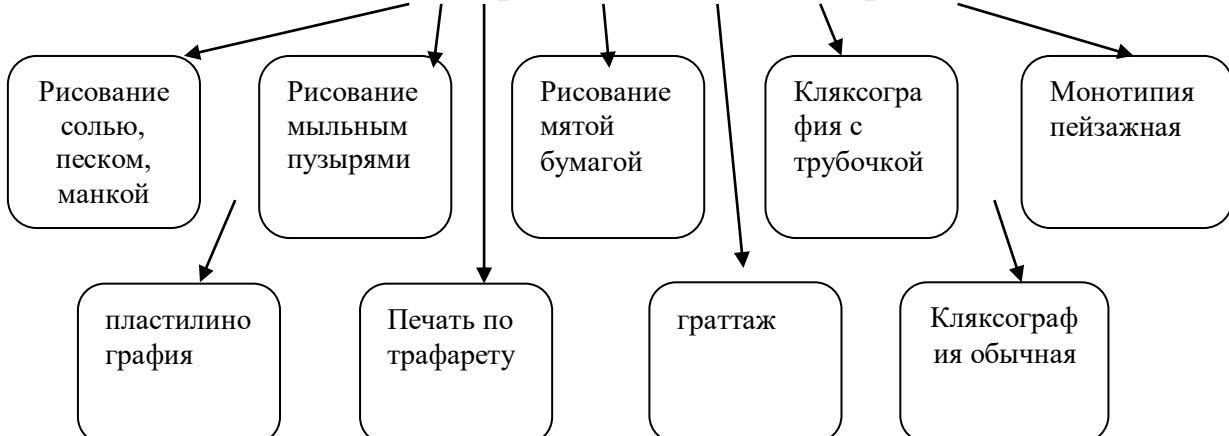 Рисование
солью,
песком,
манкой
Рисование
мыльным
пузырями
Рисование
мятой
бумагой
Кляксогра
фия с
трубочкой
Монотипия
пейзажная
пластилино
графия
Печать по
трафарету
граттаж
Кляксограф
ия обычная